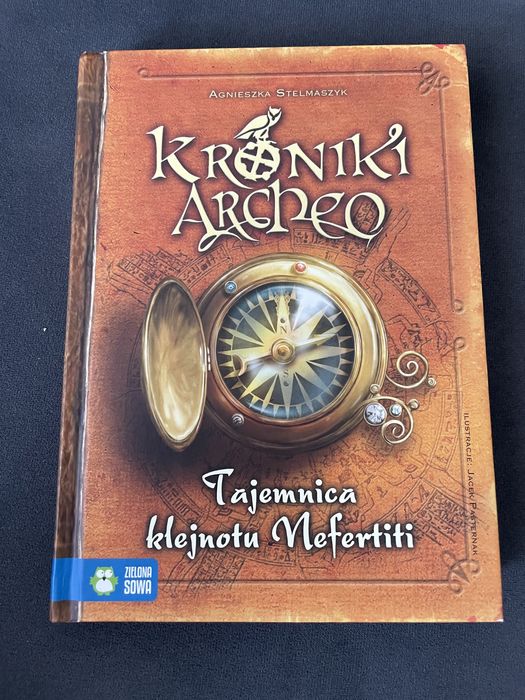 Agnieszka Stelmaszyk
Kroniki
Archeo
N
S
Tajemnica
klejnotu Nefertiti
Ilustracje: Jacek Pasternak
ZIELONA
SOWA